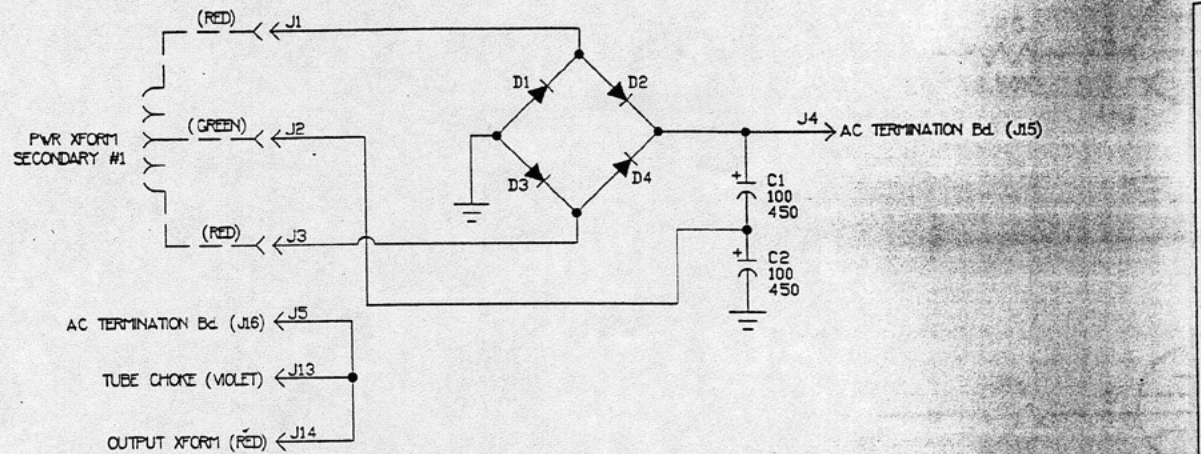 (RED) J1
D1 D2
PWR XFORM
SECONDARY #1
(GREEN) J2
J4 AC TERMINATION Bd. (J15)
D3 D4
+ C1
100
450
(RED) J3
+ C2
100
450
AC TERMINATION Bd. (J16) J5
TUBE CHOKE (VIOLET) J13
OUTPUT XFORM (RED) J14